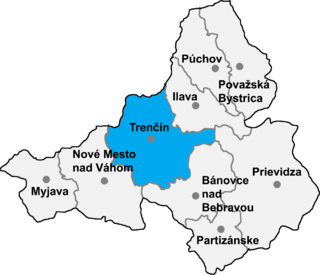 Púchov
Považská
Bystrica
Ilava
Trenčín
Nové Mesto
nad Váhom
Myjava
Bánovce
nad
Bebravou
Prievidza
Partizánske